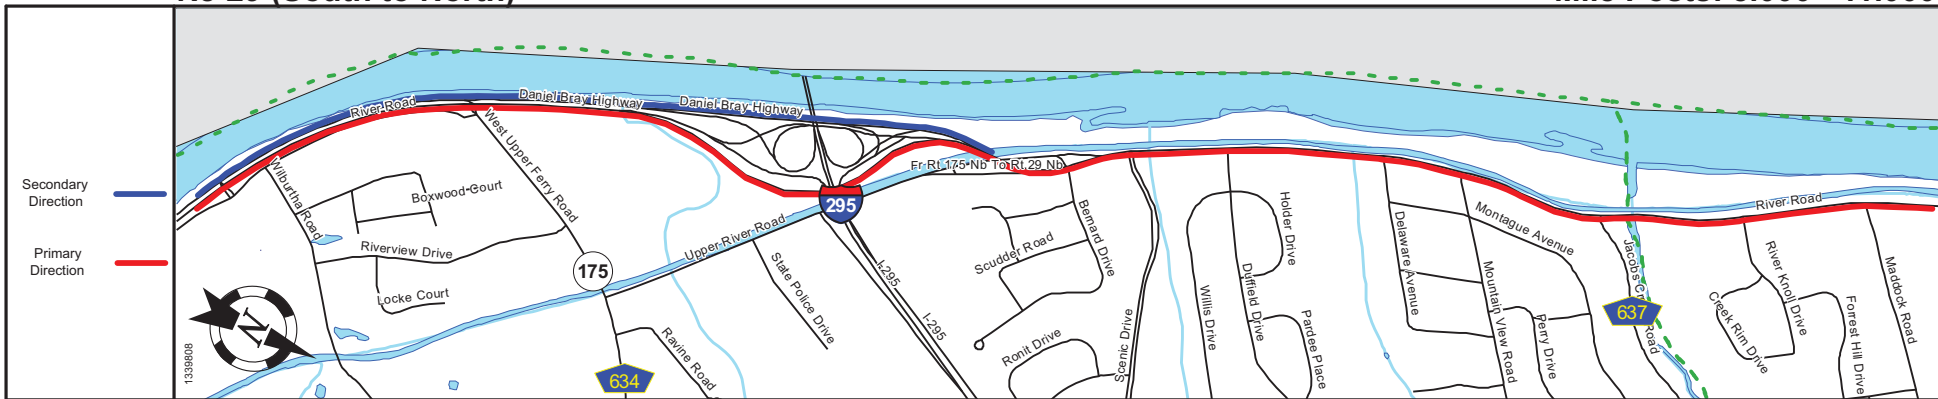 Secondary
Direction
Primary
Direction
River Road
Daniel Bray Highway
Daniel Bray Highway
West Upper Ferry Road
Wilburtha Road
Boxwood Court
Riverview Drive
Locke Court
175
Upper River Road
295
Fr Rt 175 Nb To Rt 29 Nb
State Police Drive
I-295
I-295
Ravine Road
634
Scudder Road
Bernard Drive
Ronit Drive
Scenic Drive
Willis Drive
Duffield Drive
Holder Drive
Pardee Place
Delaware Avenue
Montague Avenue
Mountain View Road
Perry Drive
637
River Road
River Knoll Drive
Creek Rim Drive
Forrest Hill Drive
Maddock Road
N
1339808